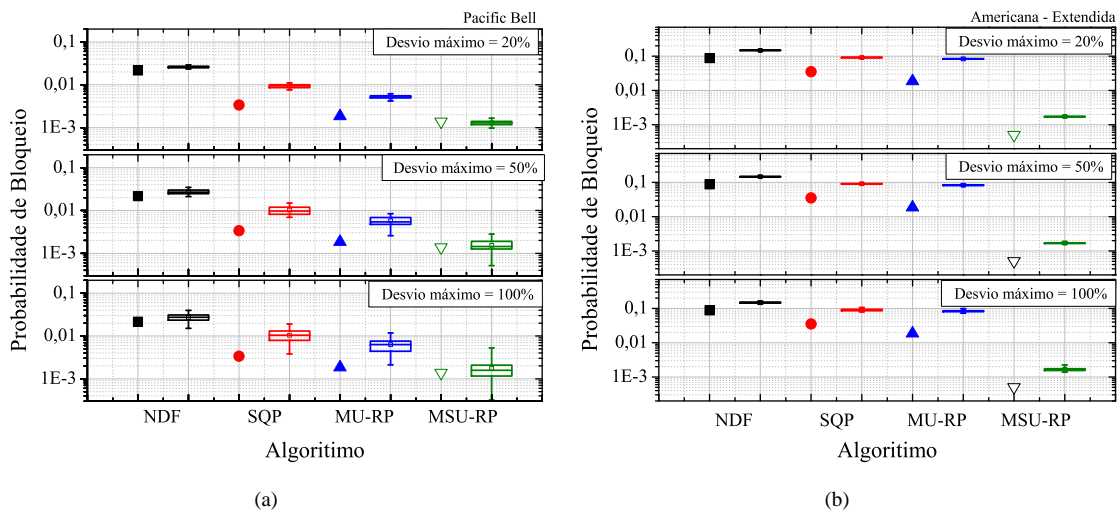 Pacific Bell
Probabilidade de Bloqueio
Desvio máximo = 20%
0,1
0,01
1E-3
Desvio máximo = 50%
0,1
0,01
1E-3
Desvio máximo = 100%
0,1
0,01
1E-3
NDF SQP MU-RP MSU-RP
Algoritimo
(a)
Americana - Extendida
Probabilidade de Bloqueio
Desvio máximo = 20%
0,1
0,01
1E-3
Desvio máximo = 50%
0,1
0,01
1E-3
Desvio máximo = 100%
0,1
0,01
1E-3
NDF SQP MU-RP MSU-RP
Algoritimo
(b)